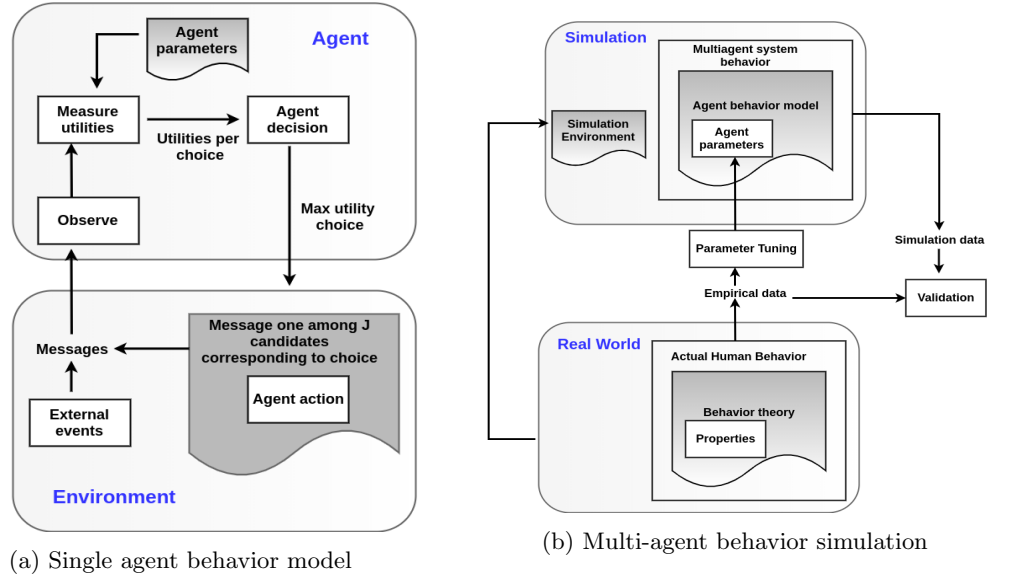 Agent
parameters
Agent
Measure
utilities
Utilities per
choice
Agent
decision
Observe
Max utility
choice
Message one among J
candidates
corresponding to choice
Messages
Agent action
External
events
Environment
(a) Single agent behavior model
Simulation
Multiagent system
behavior
Simulation
Environment
Agent behavior model
Agent
parameters
Parameter Tuning
Simulation data
Empirical data
Validation
Real World
Actual Human Behavior
Behavior theory
Properties
(b) Multi-agent behavior simulation